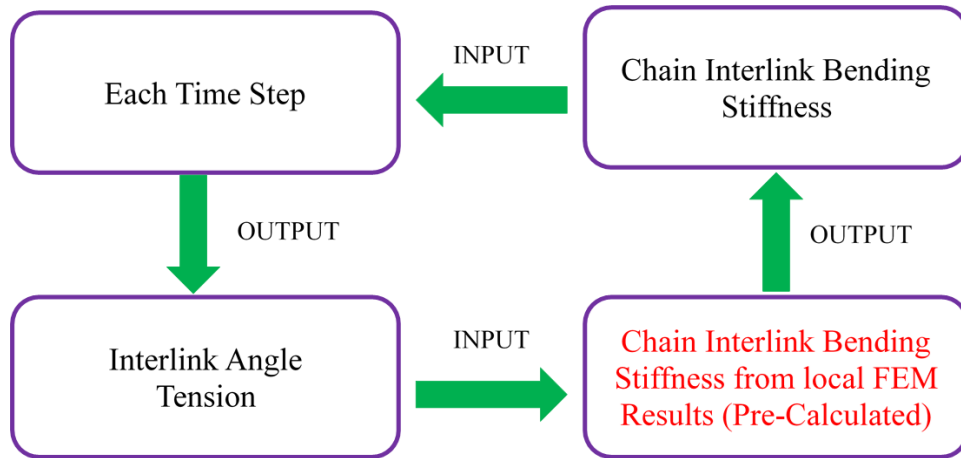 Each Time Step
INPUT
Chain Interlink Bending
Stiffness
OUTPUT
OUTPUT
Interlink Angle
Tension
INPUT
Chain Interlink Bending
Stiffness from local FEM
Results (Pre-Calculated)